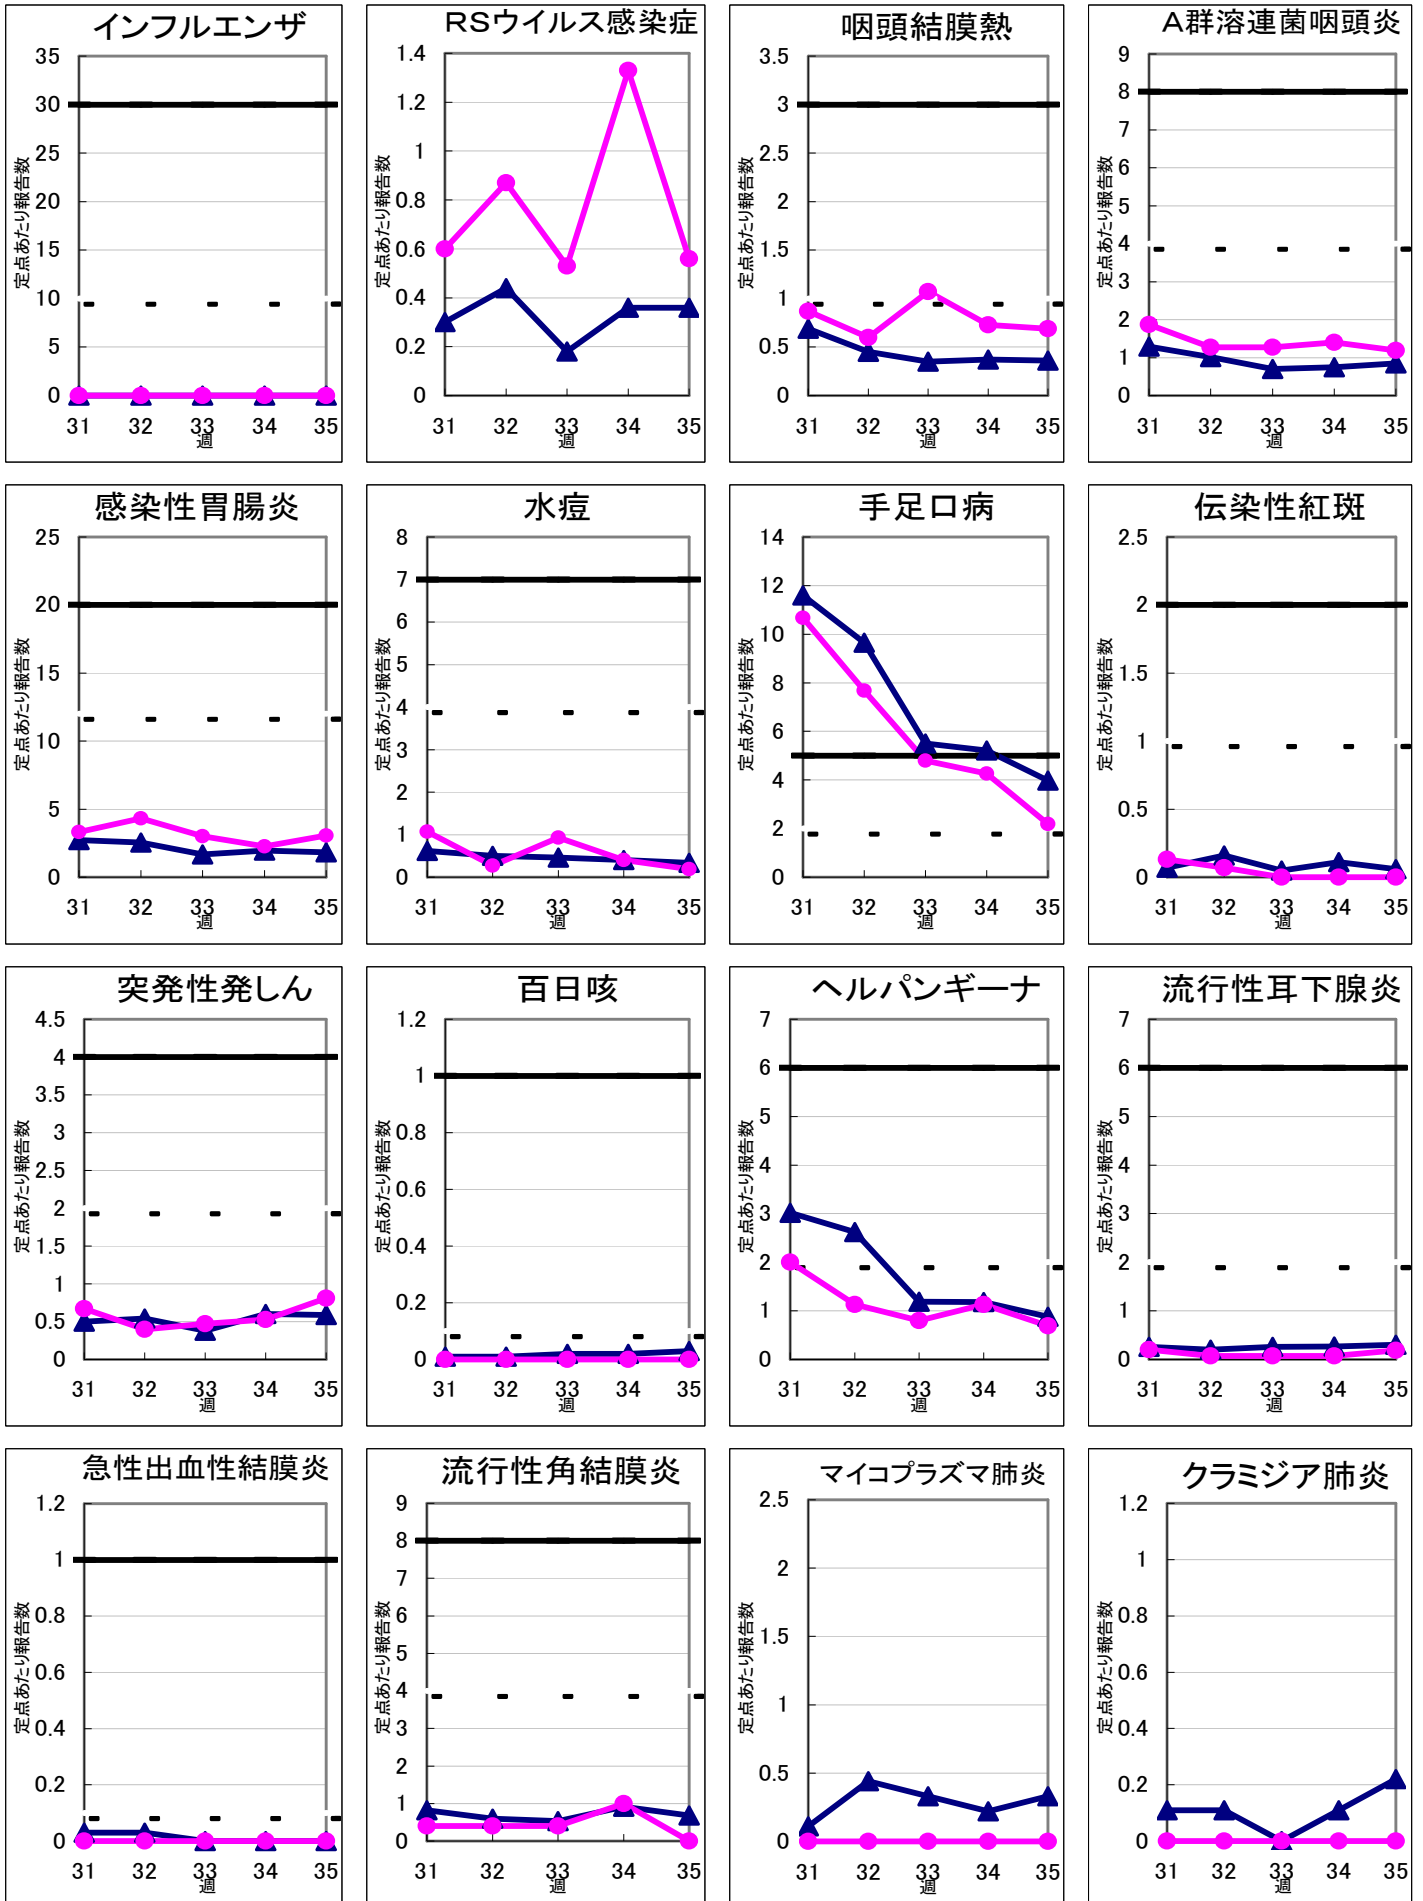 インフルエンザ
定点あたり報告数
35
30
25
20
15
10
5
0
31 32 33 34 35
週
RSウイルス感染症
定点あたり報告数
1.4
1.2
1
0.8
0.6
0.4
0.2
0
31 32 33 34 35
週
咽頭結膜熱
定点あたり報告数
3.5
3
2.5
2
1.5
1
0.5
0
31 32 33 34 35
週
A群溶連菌咽頭炎
定点あたり報告数
9
8
7
6
5
4
3
2
1
0
31 32 33 34 35
週
感染性胃腸炎
定点あたり報告数
25
20
15
10
5
0
31 32 33 34 35
週
水痘
定点あたり報告数
8
7
6
5
4
3
2
1
0
31 32 33 34 35
週
手足口病
定点あたり報告数
14
12
10
8
6
4
2
0
31 32 33 34 35
週
伝染性紅斑
定点あたり報告数
2.5
2
1.5
1
0.5
0
31 32 33 34 35
週
突発性発しん
定点あたり報告数
4.5
4
3.5
3
2.5
2
1.5
1
0.5
0
31 32 33 34 35
週
百日咳
定点あたり報告数
1.2
1
0.8
0.6
0.4
0.2
0
31 32 33 34 35
週
ヘルパンギーナ
定点あたり報告数
7
6
5
4
3
2
1
0
31 32 33 34 35
週
流行性耳下腺炎
定点あたり報告数
7
6
5
4
3
2
1
0
31 32 33 34 35
週
急性出血性結膜炎
定点あたり報告数
1.2
1
0.8
0.6
0.4
0.2
0
31 32 33 34 35
週
流行性角結膜炎
定点あたり報告数
9
8
7
6
5
4
3
2
1
0
31 32 33 34 35
週
マイコプラズマ肺炎
定点あたり報告数
2.5
2
1.5
1
0.5
0
31 32 33 34 35
週
クラミジア肺炎
定点あたり報告数
1.2
1
0.8
0.6
0.4
0.2
0
31 32 33 34 35
週